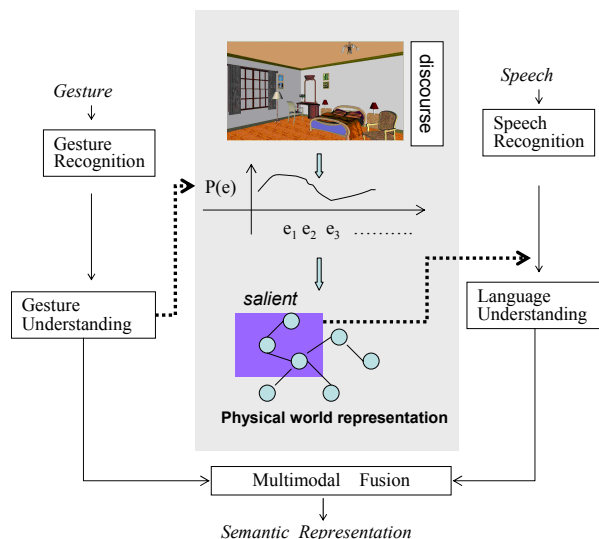 discourse
Gesture
Speech
Gesture
Recognition
Speech
Recognition
P(e)
e1 e2 e3 ..........
salient
Gesture
Understanding
Language
Understanding
Physical world representation
Multimodal Fusion
Semantic Representation